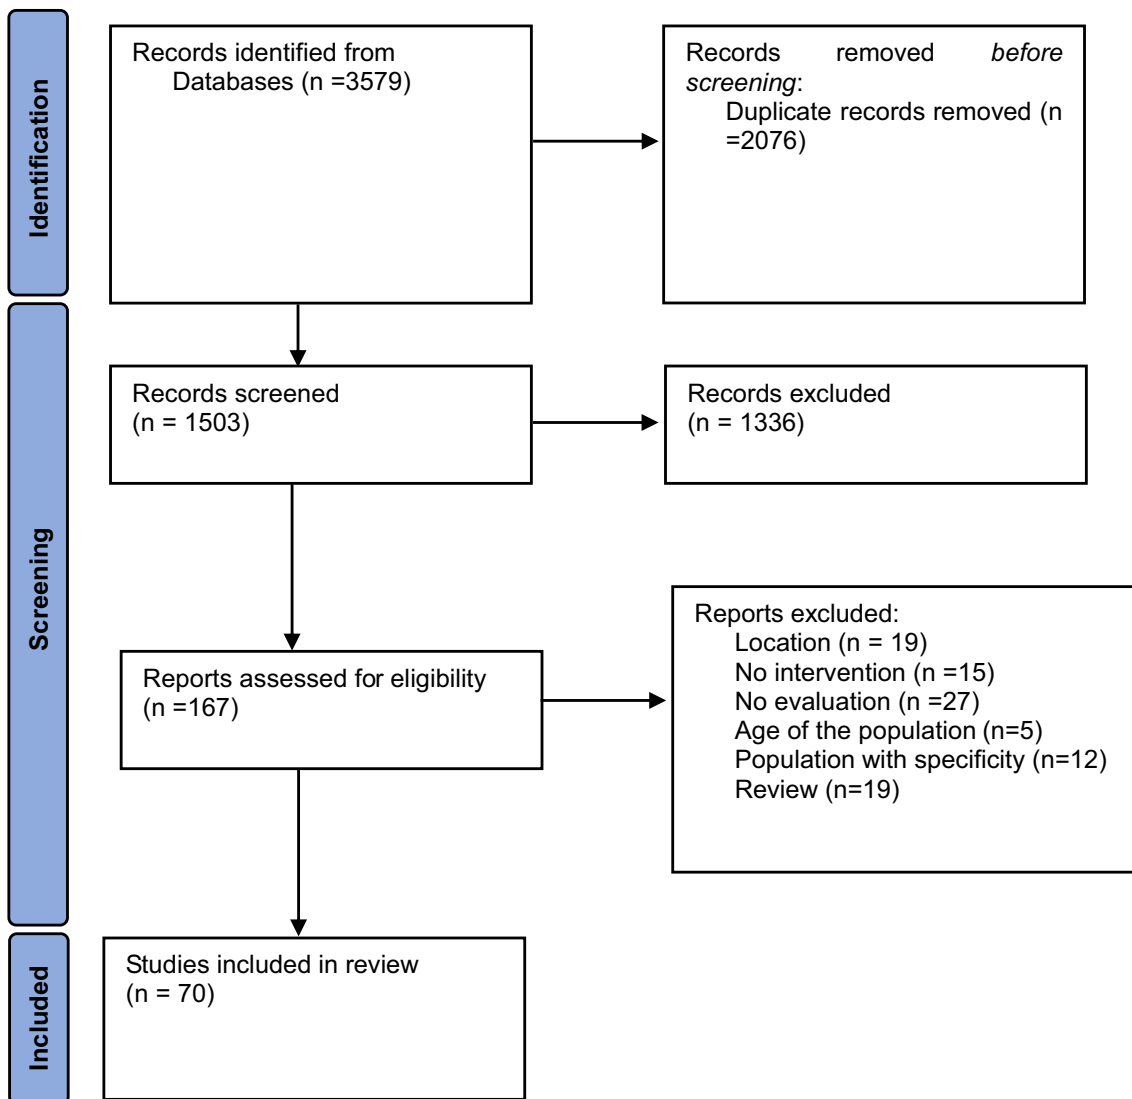 Identification
Records identified from
Databases (n =3579)
Records removed before
screening:
Duplicate records removed (n
=2076)
Screening
Records screened
(n = 1503)
Records excluded
(n = 1336)
Reports assessed for eligibility
(n =167)
Reports excluded:
Location (n = 19)
No intervention (n =15)
No evaluation (n =27)
Age of the population (n=5)
Population with specificity (n=12)
Review (n=19)
Included
Studies included in review
(n = 70)